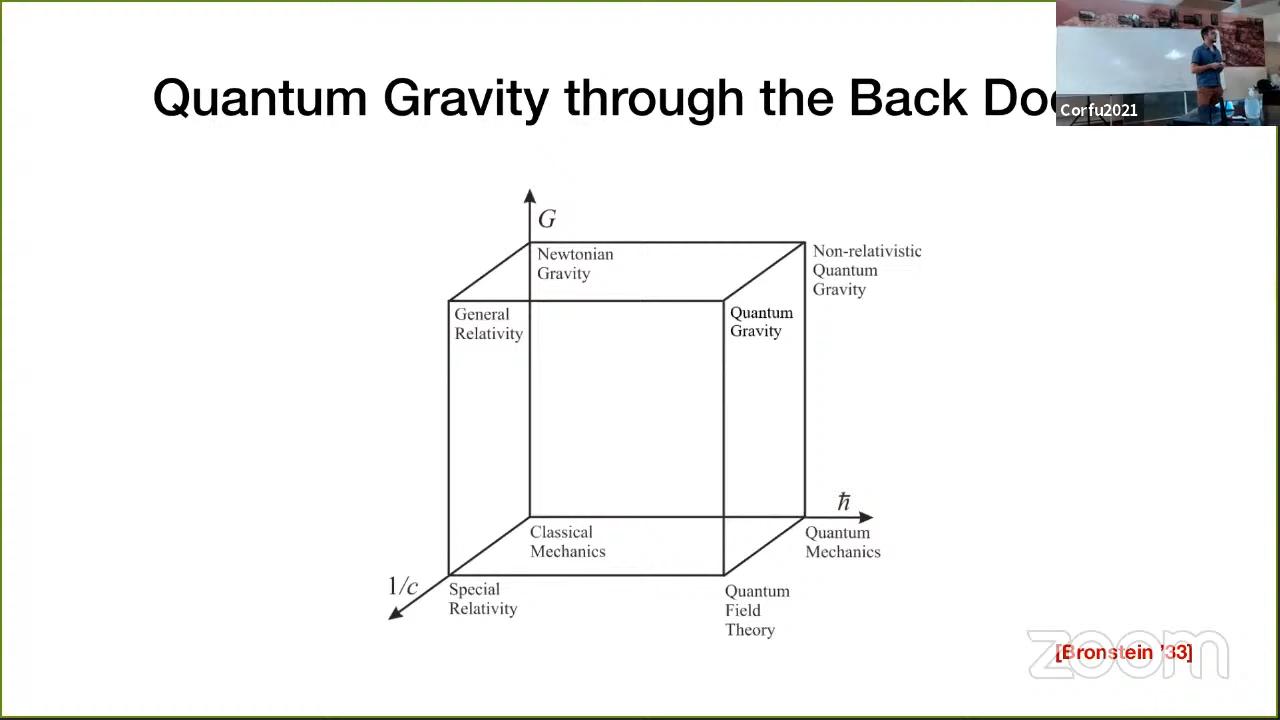 Quantum Gravity through the Back
Corfu2021
G
Newtonian
Gravity
Non-relativistic
Quantum
Gravity
General
Relativity
Quantum
Gravity
ħ
Classical
Mechanics
Quantum
Mechanics
1/c
Special
Relativity
Quantum
Field
Theory
[Bronstein '33]
zoom